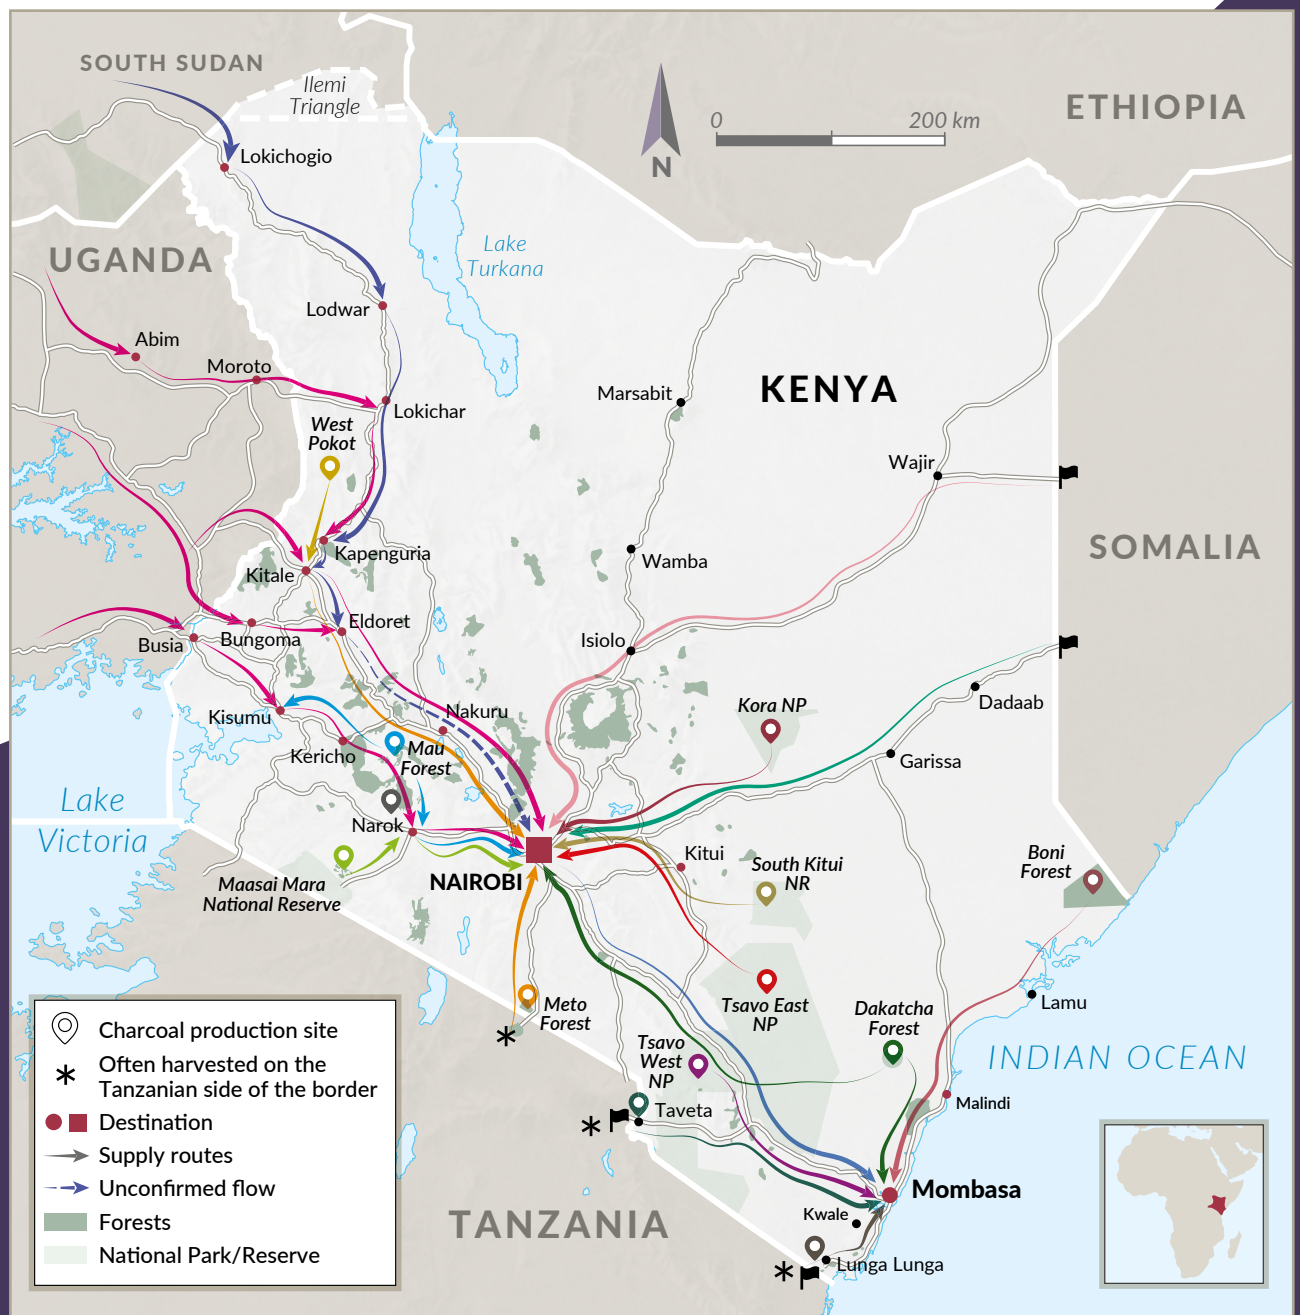 SOUTH SUDAN
Ilemi
Triangle
ETHIOPIA
0
200 km
N
Lokichogio
UGANDA
Lake
Turkana
Lodwar
Abim
Moroto
Lokichar
West
Pokot
Marsabit
KENYA
Wajir
SOMALIA
Kapenguria
Kitale
Wamba
Eldoret
Bungoma
Busia
Isiolo
Dadaab
Kisumu
Nakuru
Kora NP
Kericho
Mau
Forest
Garissa
Lake
Victoria
Narok
Kitui
NAIROBI
Maasai Mara
National Reserve
South Kitui
NR
Boni
Forest
Meto
Forest
Tsavo East
NP
Dakatcha
Forest
Lamu
Tsavo
West
NP
INDIAN OCEAN
Taveta
Malindi
Mombasa
Kwale
Lunga Lunga
TANZANIA
Charcoal production site
Often harvested on the
Tanzanian side of the border
Destination
Supply routes
Unconfirmed flow
Forests
National Park/Reserve